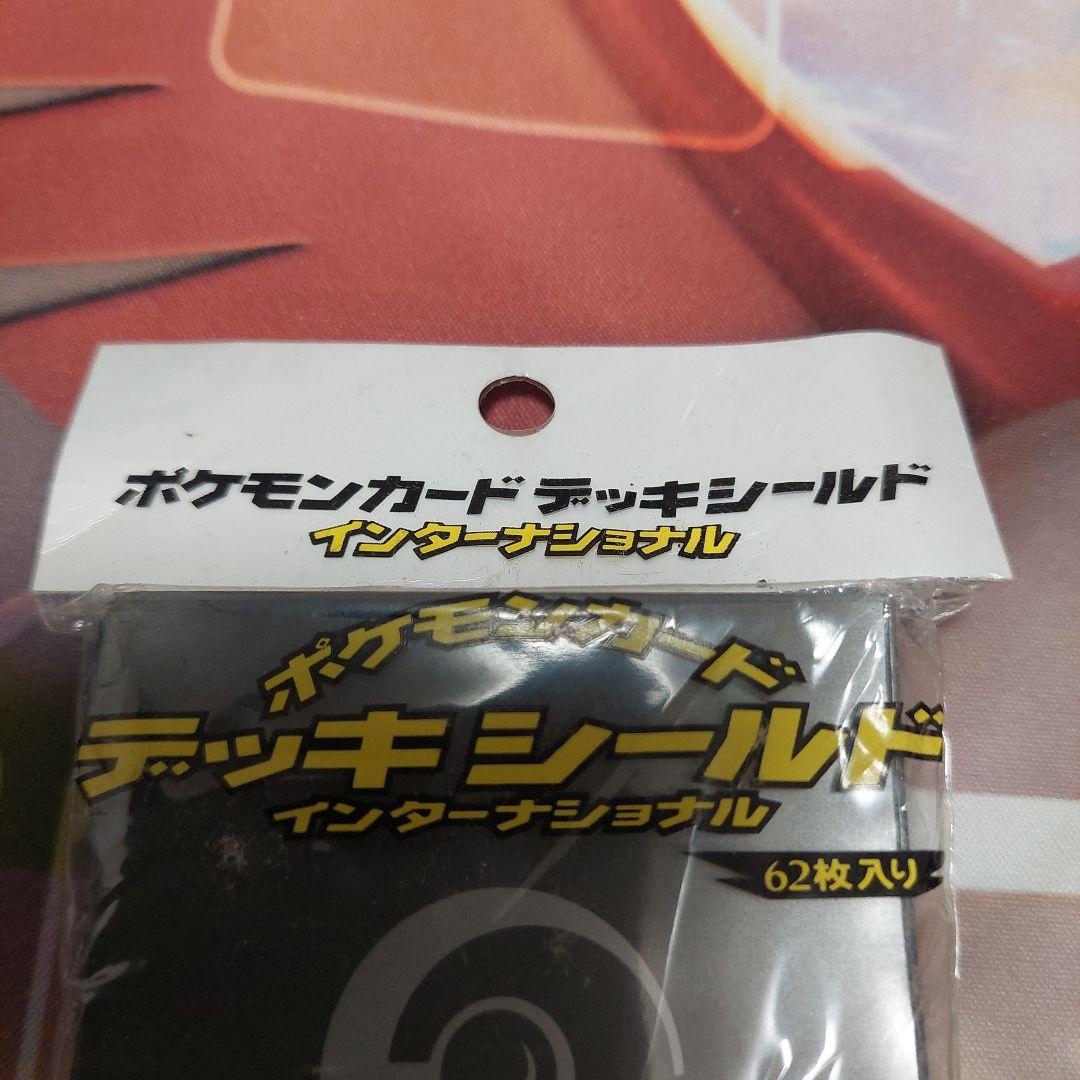 ポケモンカード デッキシールド
インターナショナル
ポケモンカード
デッキシールド
インターナショナル
62枚入り